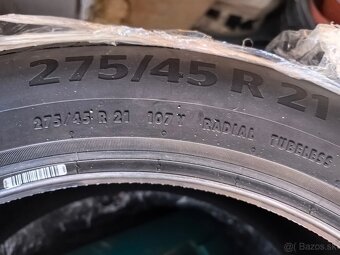 275/45 R 21
275/45 R 21 107 Y RADIAL TUBELESS
Bazos.sk